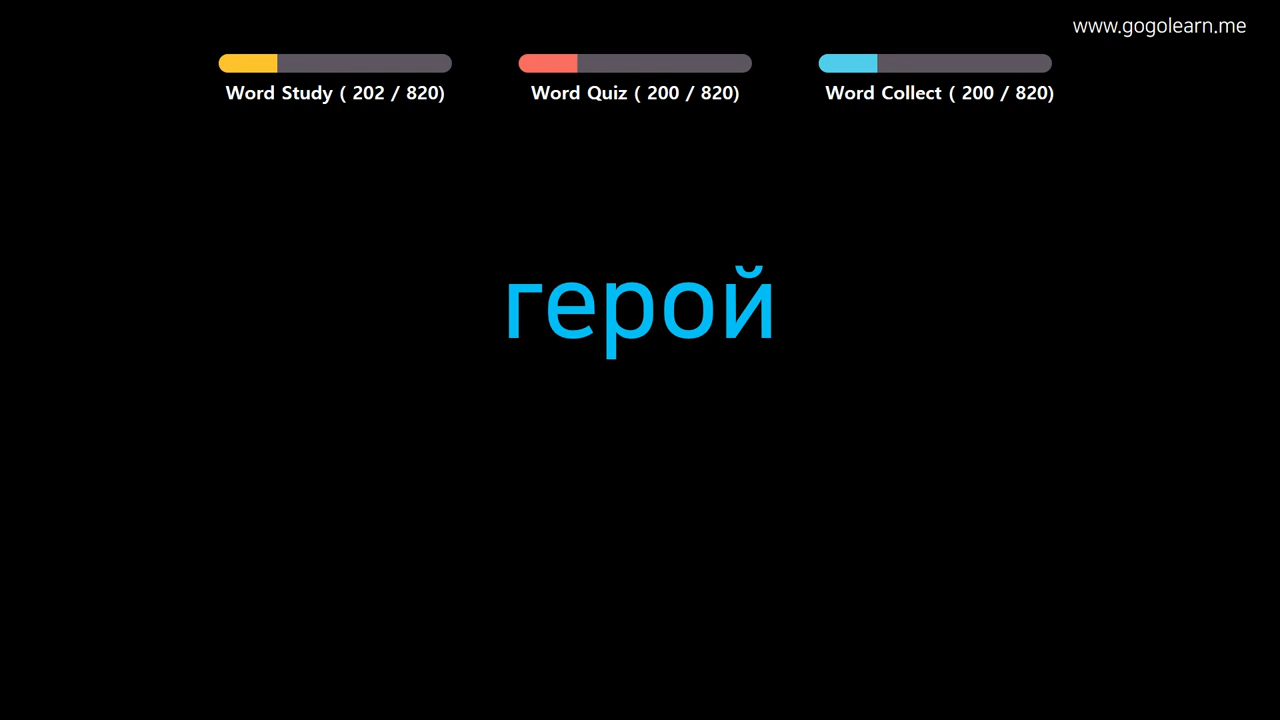 www.gogolearn.me
Word Study ( 202 / 820)
Word Quiz ( 200 / 820)
Word Collect ( 200 / 820)
герой